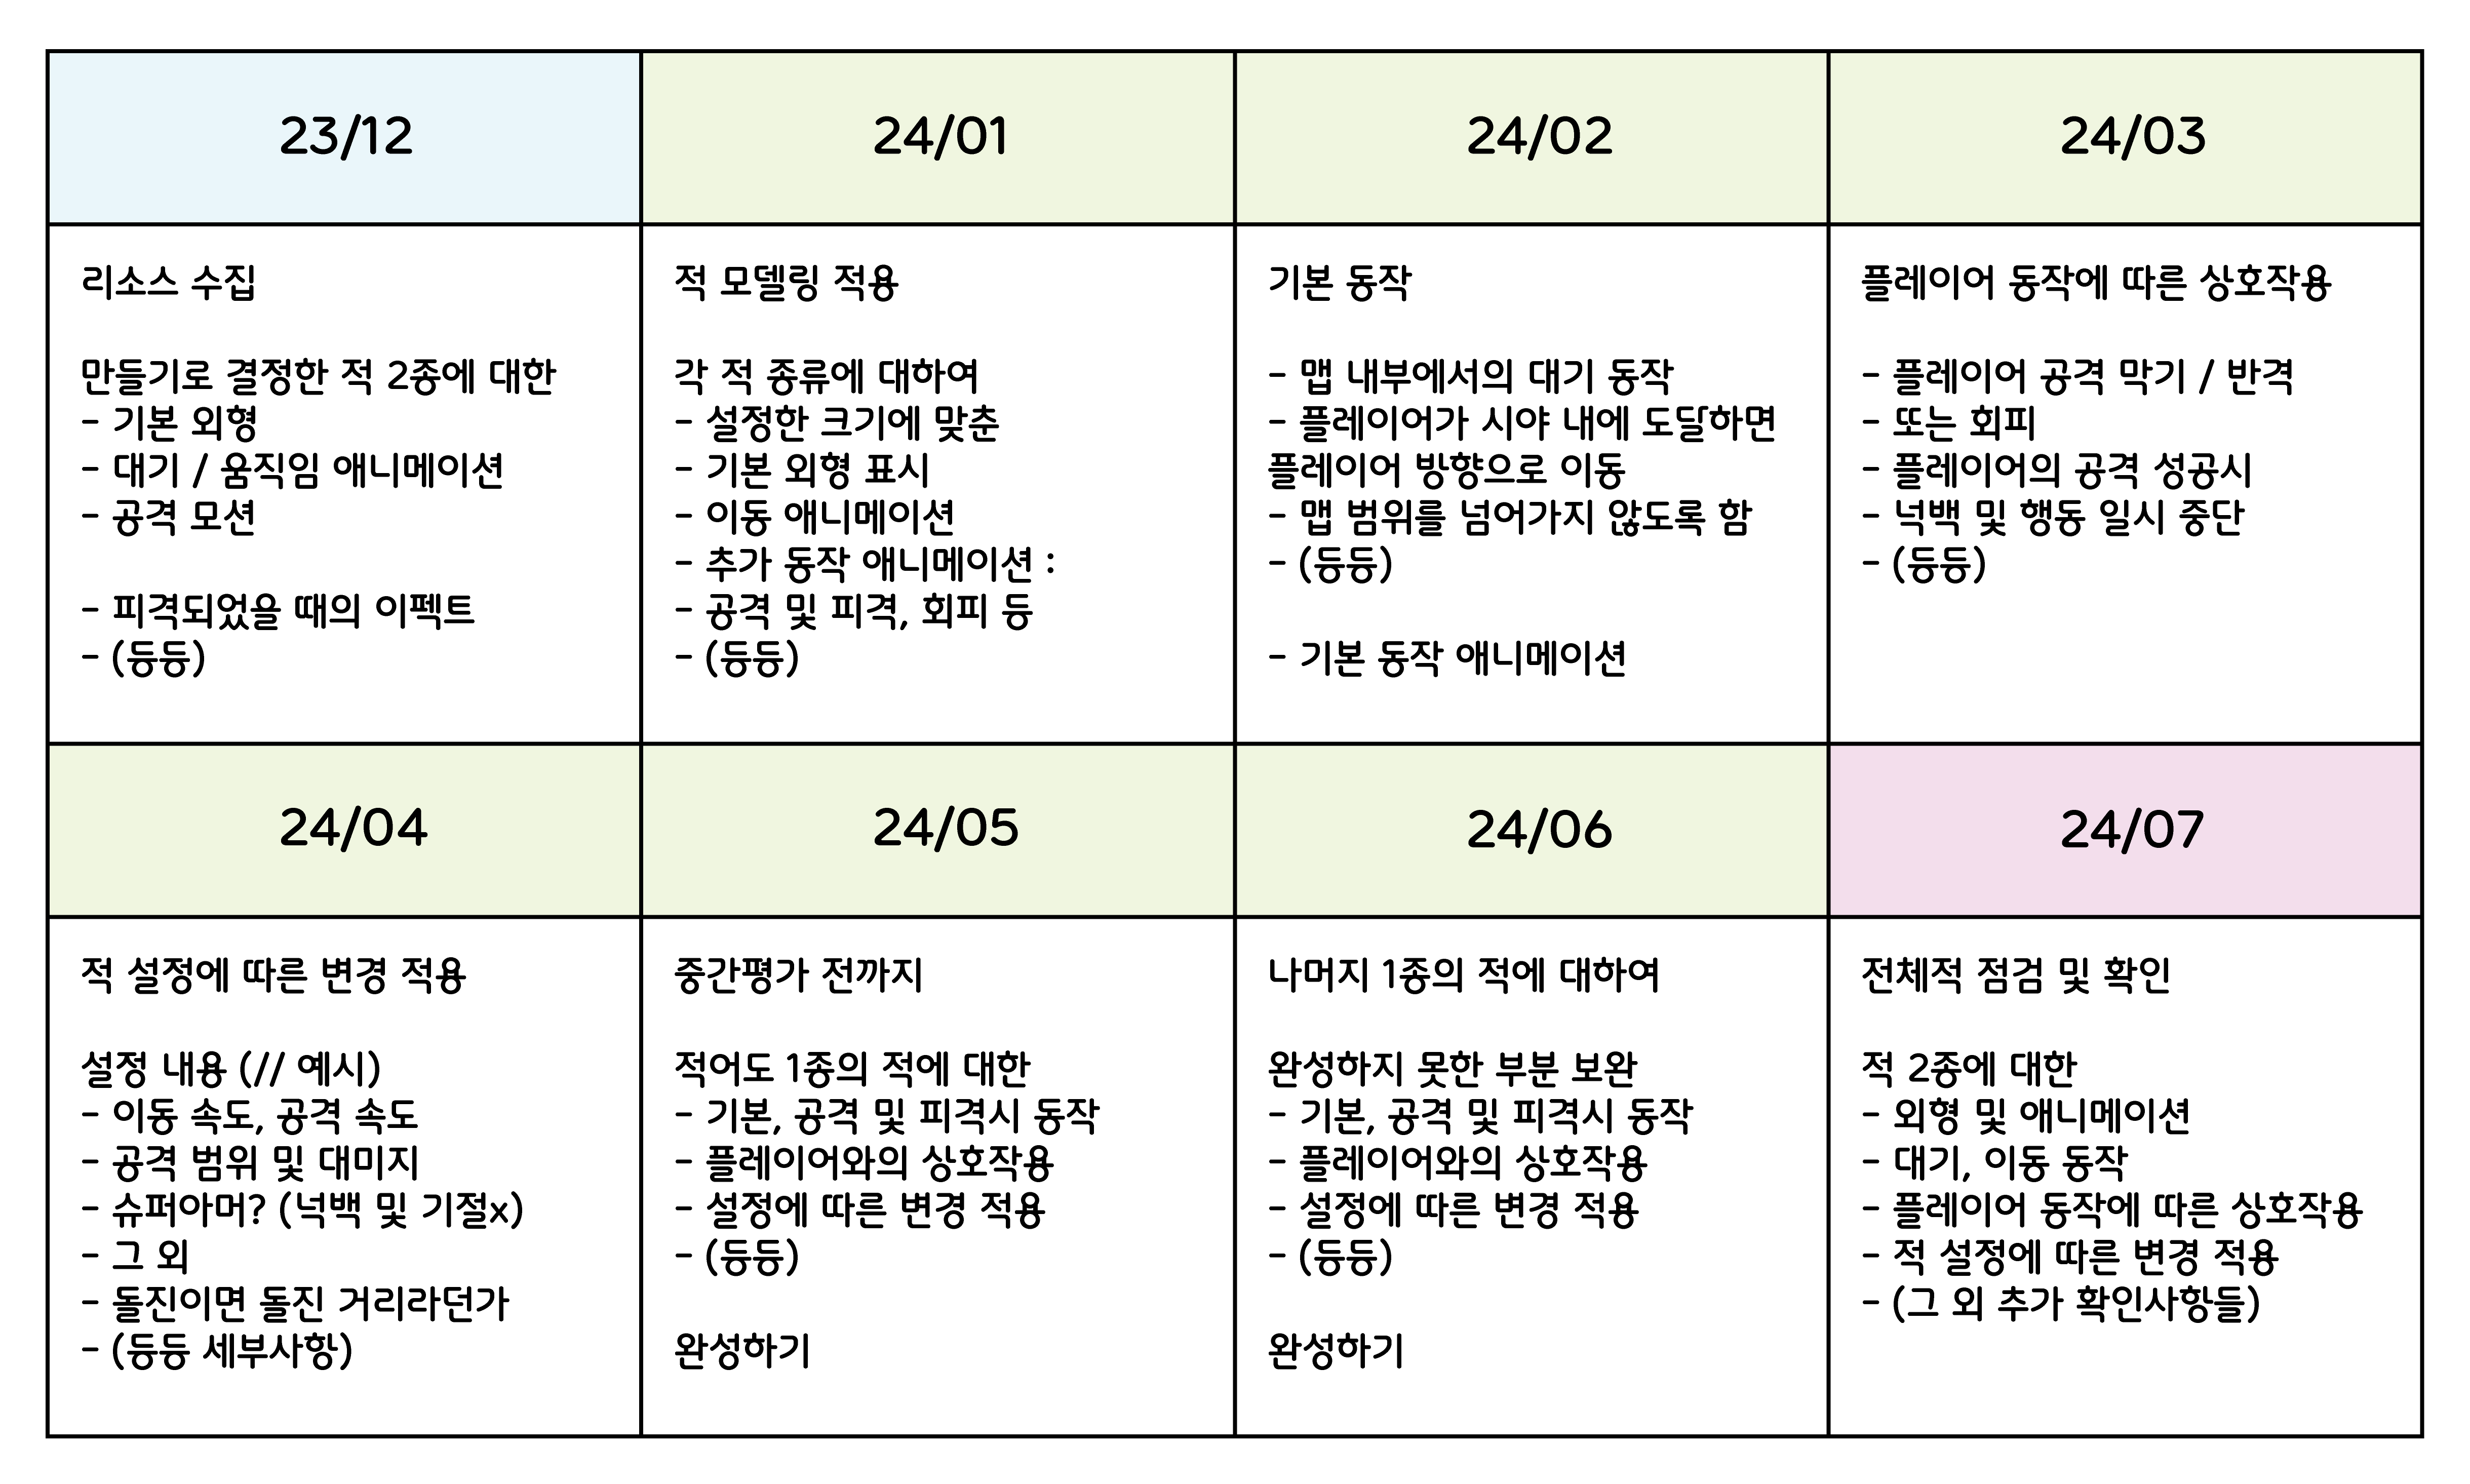 23/12
리소스 수집
만들기로 결정한 적 2종에 대한
- 기본 외형
- 대기 / 움직임 애니메이션
- 공격 모션
- 피격되었을 때의 이펙트
- (등등)
24/01
적 모델링 적용
각 적 종류에 대하여
- 설정한 크기에 맞춘
- 기본 외형 표시
- 이동 애니메이션
- 추가 동작 애니메이션 :
- 공격 및 피격, 회피 등
- (등등)
24/02
기본 동작
- 맵 내부에서의 대기 동작
- 플레이어가 시야 내에 도달하면
플레이어 방향으로 이동
- 맵 범위를 넘어가지 않도록 함
- (등등)
- 기본 동작 애니메이션
24/03
플레이어 동작에 따른 상호작용
- 플레이어 공격 막기 / 반격
- 또는 회피
- 플레이어의 공격 성공시
- 넉백 및 행동 일시 중단
- (등등)
24/04
적 설정에 따른 변경 적용
설정 내용 (// 예시)
- 이동 속도, 공격 속도
- 공격 범위 및 대미지
- 슈퍼아머? (넉백 및 기절x)
- 그 외
- 돌진이면 돌진 거리라던가
- (등등 세부사항)
24/05
중간평가 전까지
적어도 1종의 적에 대한
- 기본, 공격 및 피격시 동작
- 플레이어와의 상호작용
- 설정에 따른 변경 적용
- (등등)
완성하기
24/06
나머지 1종의 적에 대하여
완성하지 못한 부분 보완
- 기본, 공격 및 피격시 동작
- 플레이어와의 상호작용
- 설정에 따른 변경 적용
- (등등)
완성하기
24/07
전체적 점검 및 확인
적 2종에 대한
- 외형 및 애니메이션
- 대기, 이동 동작
- 플레이어 동작에 따른 상호작용
- 적 설정에 따른 변경 적용
- (그 외 추가 확인사항들)